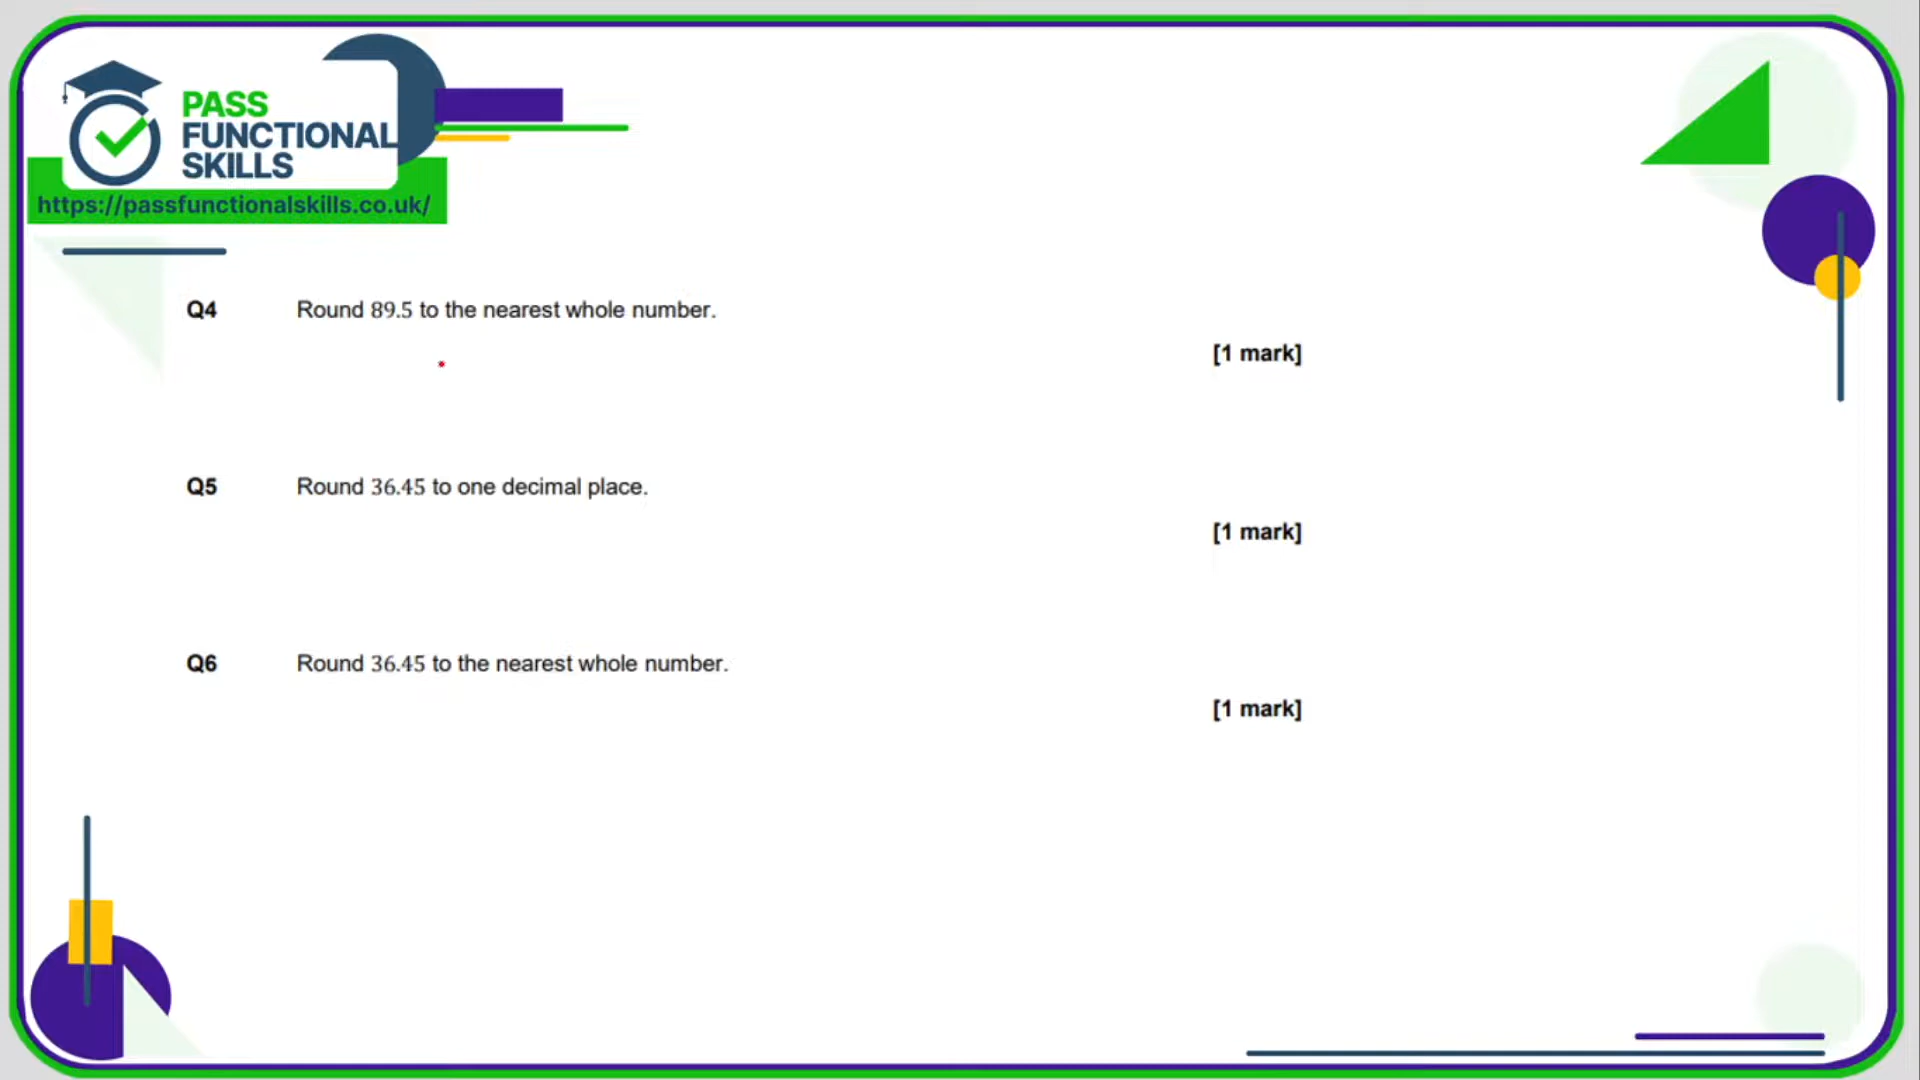 PASS
FUNCTIONAL
SKILLS
https://passfunctionalskills.co.uk/
Q4 Round 89.5 to the nearest whole number.
[1 mark]
Q5 Round 36.45 to one decimal place.
[1 mark]
Q6 Round 36.45 to the nearest whole number.
[1 mark]